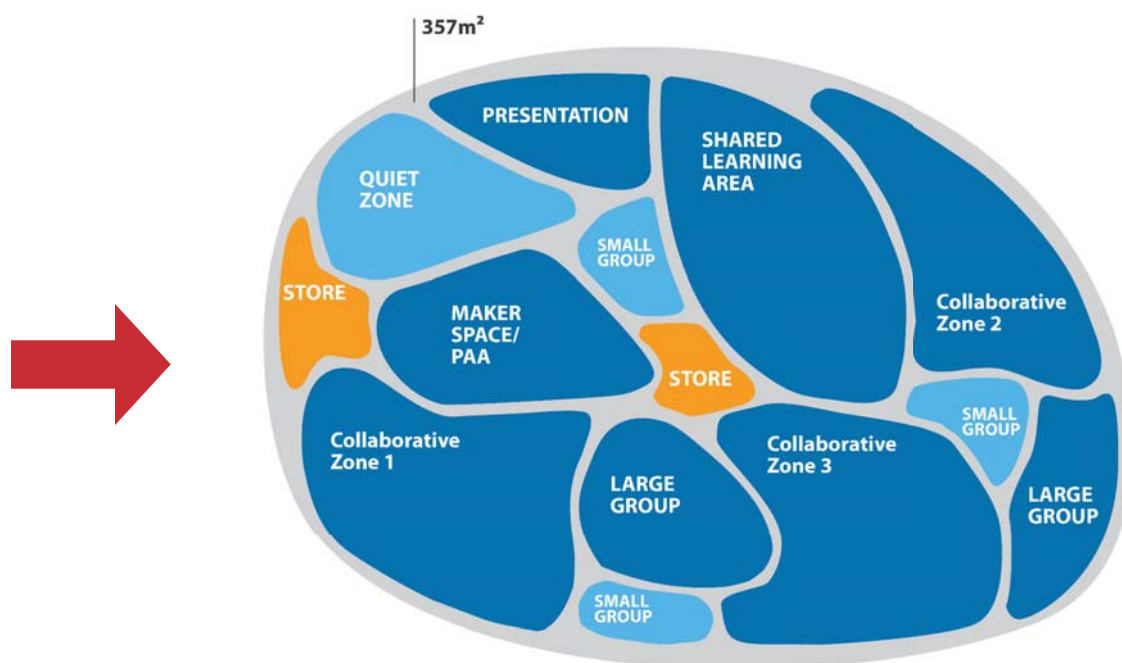 357m²
PRESENTATION
SHARED
LEARNING
AREA
QUIET
ZONE
SMALL
GROUP
STORE
Collaborative
Zone 2
MAKER
SPACE/
PAA
STORE
SMALL
GROUP
Collaborative
Zone 1
Collaborative
Zone 3
LARGE
GROUP
LARGE
GROUP
SMALL
GROUP